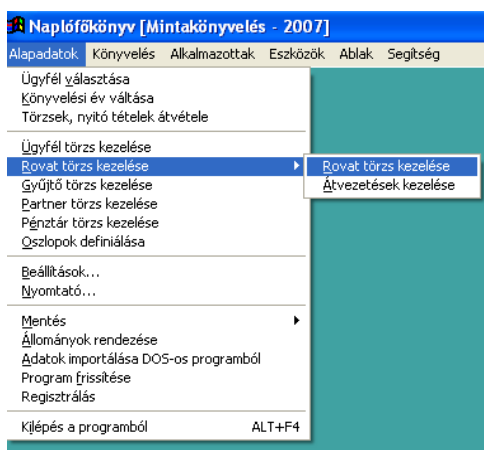 Naplófőkönyv [Mintakönyvelés - 2007]
Alapadatok Könyvelés Alkalmazottak Eszközök Ablak Segítség
Ügyfél választása
Könyvelési év váltása
Törzsek, nyitó tételek átvétele
Ügyfél törzs kezelése
Rovat törzs kezelése Rovat törzs kezelése
Gyűjtő törzs kezelése Átvezetések kezelése
Partner törzs kezelése
Pénztár törzs kezelése
Oszlopok definiálása
Beállítások...
Nyomtató...
Mentés
Állományok rendezése
Adatok importálása DOS-os programból
Program frissítése
Regisztrálás
Kilépés a programból ALT+F4